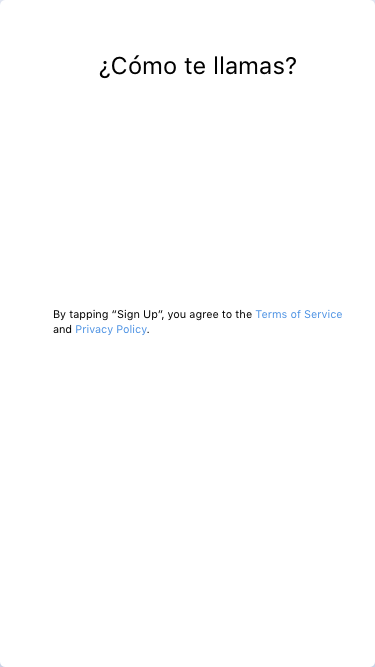 ¿Cómo te llamas?
By tapping “Sign Up”, you agree to the Terms of Service
and Privacy Policy.